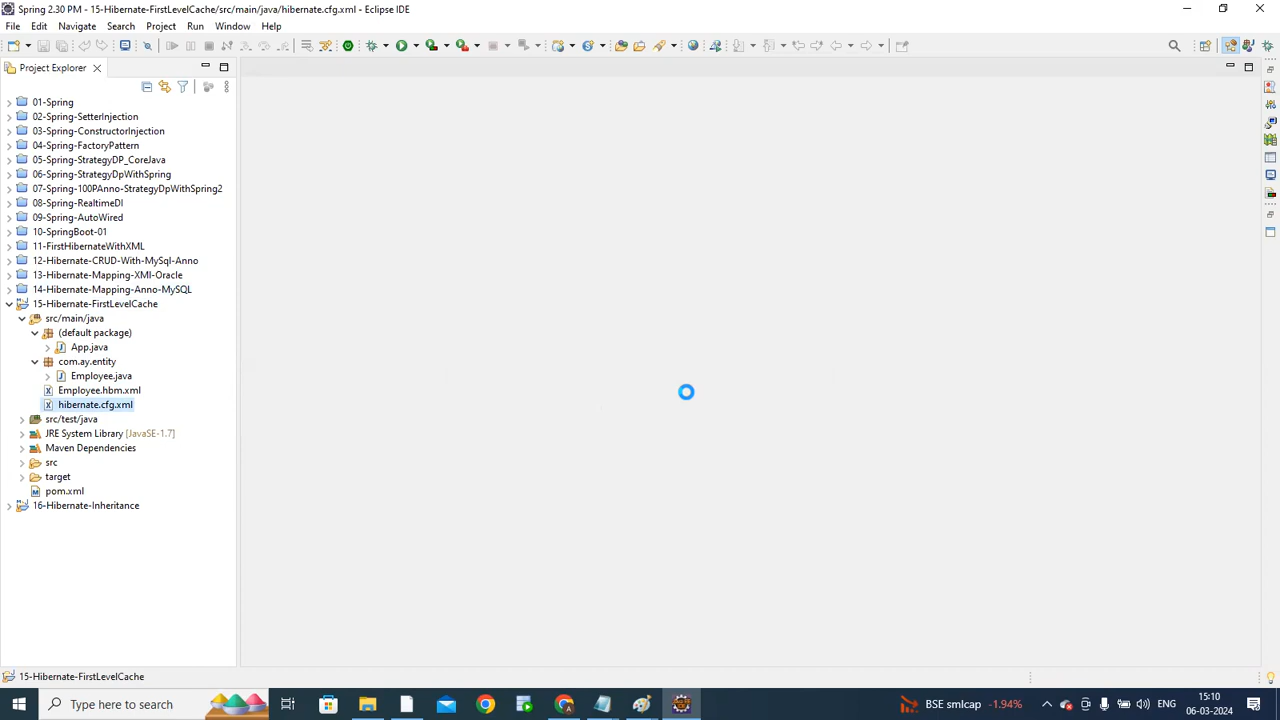 Spring 2.30 PM - 15-Hibernate-FirstLevelCache/src/main/java/hibernate.cfg.xml - Eclipse IDE
File Edit Navigate Search Project Run Window Help
Project Explorer
01-Spring
02-Spring-SetterInjection
03-Spring-ConstructorInjection
04-Spring-FactoryPattern
05-Spring-StrategyDP_CoreJava
06-Spring-StrategyDpWithSpring
07-Spring-100PAnno-StrategyDpWithSpring2
08-Spring-RealtimeDI
09-Spring-AutoWired
10-SpringBoot-01
11-FirstHibernateWithXML
12-Hibernate-CRUD-With-MySql-Anno
13-Hibernate-Mapping-XMl-Oracle
14-Hibernate-Mapping-Anno-MySQL
15-Hibernate-FirstLevelCache
src/main/java
(default package)
App.java
com.ay.entity
Employee.java
Employee.hbm.xml
hibernate.cfg.xml
src/test/java
JRE System Library [JavaSE-1.7]
Maven Dependencies
src
target
pom.xml
16-Hibernate-Inheritance
15-Hibernate-FirstLevelCache
Type here to search
BSE smlcap -1.94%
ENG
15:10
06-03-2024